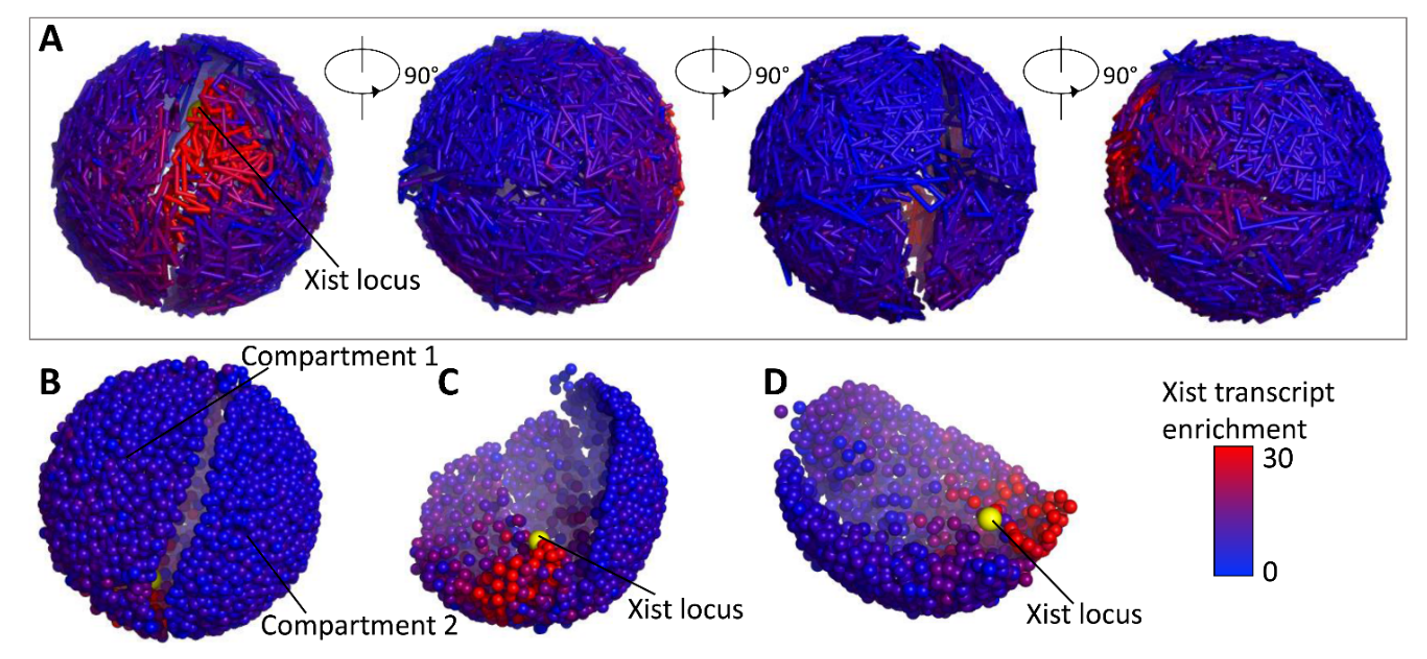 A
90°
90°
90°
Xist locus
B
Compartment 1
C
D
Xist transcript
enrichment
30
0
Compartment 2
Xist locus
Xist locus